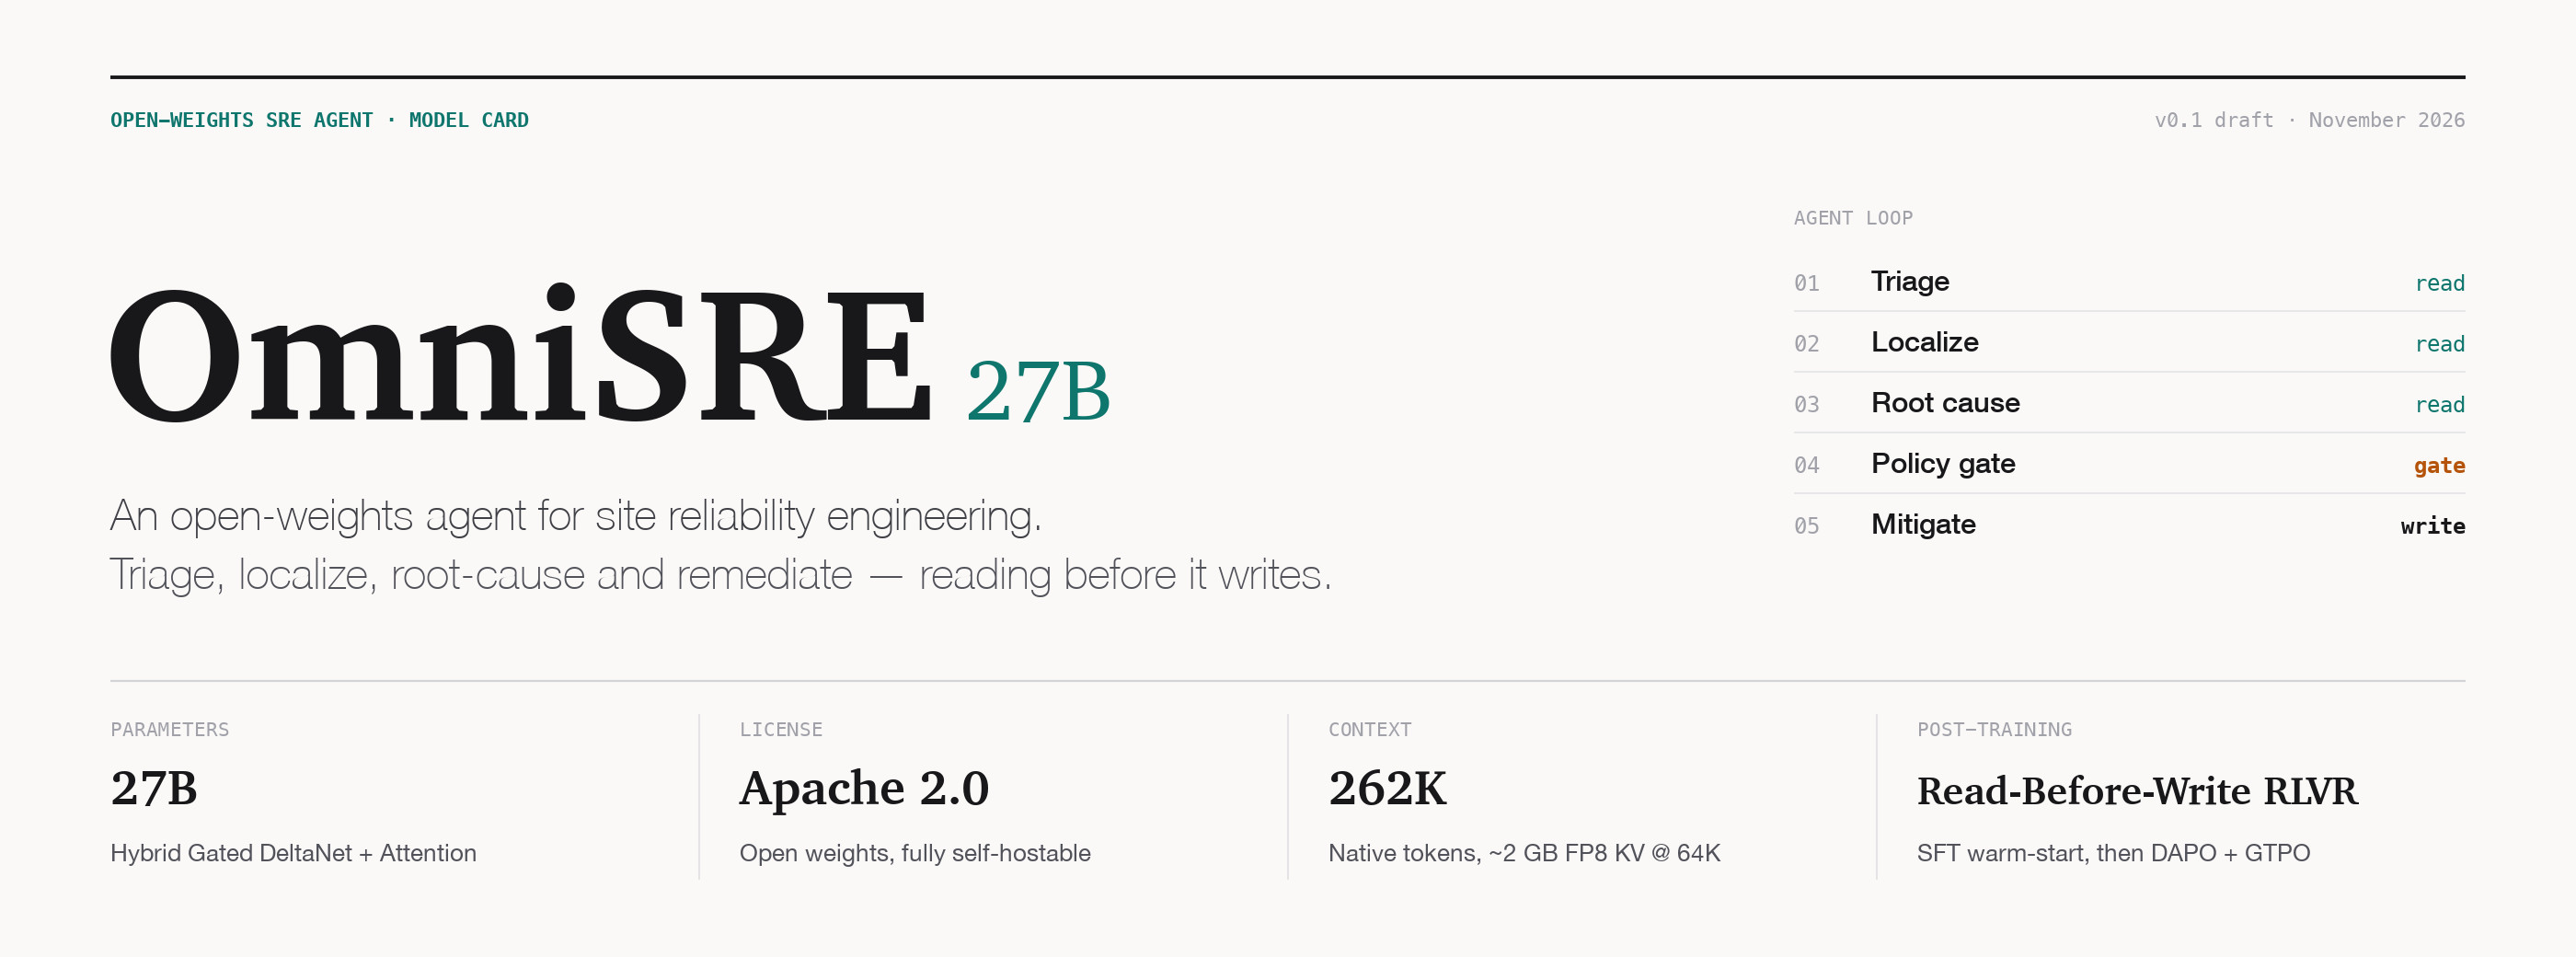 OPEN–WEIGHTS SRE AGENT · MODEL CARD
v0.1 draft · November 2026
OmniSRE 27B
An open-weights agent for site reliability engineering.
Triage, localize, root-cause and remediate — reading before it writes.
AGENT LOOP
01 Triage read
02 Localize read
03 Root cause read
04 Policy gate gate
05 Mitigate write
PARAMETERS
27B
Hybrid Gated DeltaNet + Attention
LICENSE
Apache 2.0
Open weights, fully self-hostable
CONTEXT
262K
Native tokens, ~2 GB FP8 KV @ 64K
POST–TRAINING
Read-Before-Write RLVR
SFT warm-start, then DAPO + GTPO